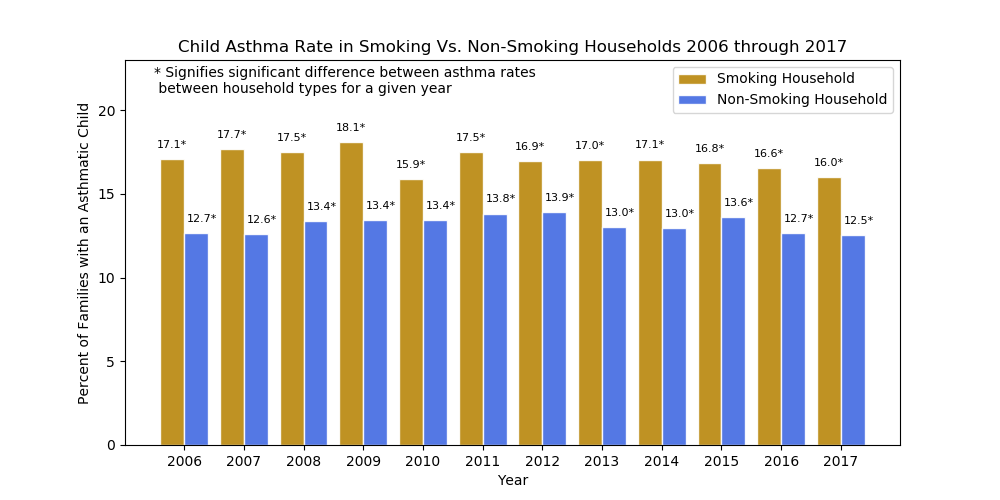 Child Asthma Rate in Smoking Vs. Non-Smoking Households 2006 through 2017
* Signifies significant difference between asthma rates
between household types for a given year
Smoking Household
Non-Smoking Household
Percent of Families with an Asthmatic Child
20
15
10
5
0
17.1* 12.7* 17.7* 12.6* 17.5* 13.4* 18.1* 13.4* 15.9* 13.4* 17.5* 13.8* 16.9* 13.9* 17.0* 13.0* 17.1* 13.0* 16.8* 13.6* 16.6* 12.7* 16.0* 12.5*
2006 2007 2008 2009 2010 2011 2012 2013 2014 2015 2016 2017
Year